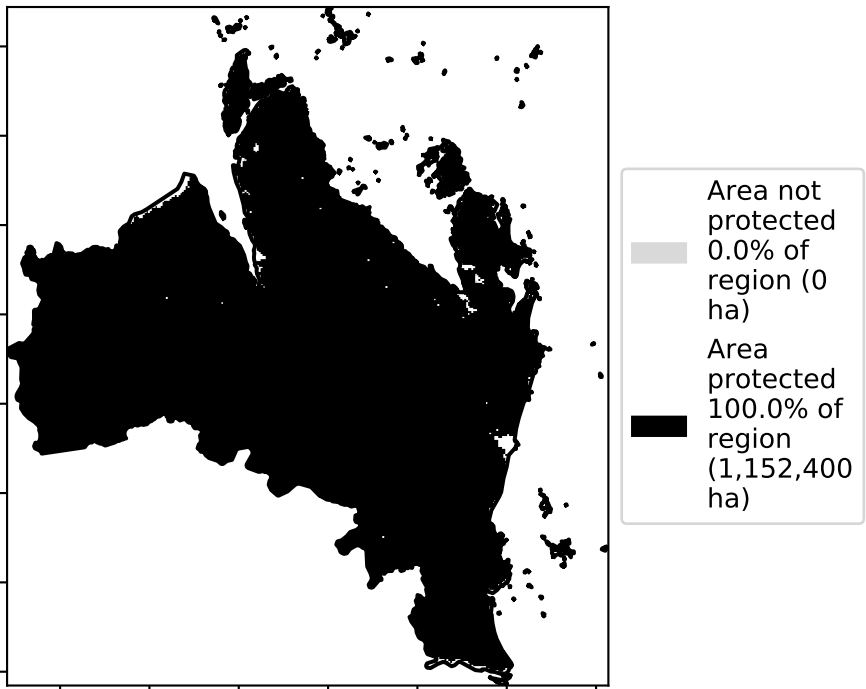 Area not
protected
0.0% of
region (0
ha)
Area
protected
100.0% of
region
(1,152,400
ha)